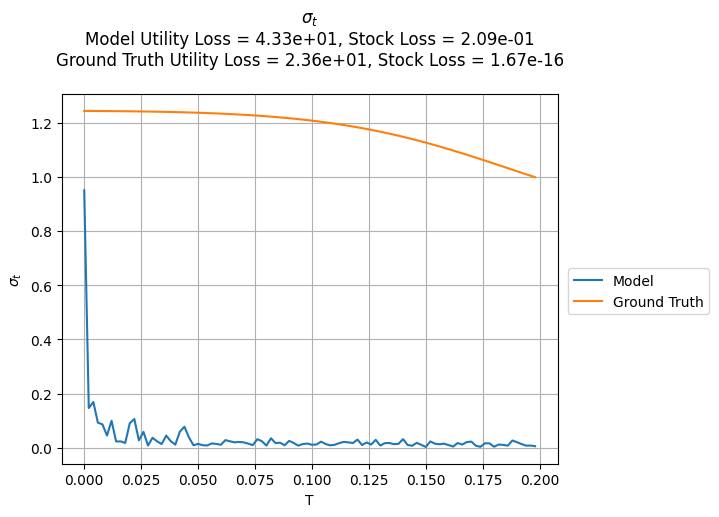 σ_t
Model Utility Loss = 4.33e+01, Stock Loss = 2.09e-01
Ground Truth Utility Loss = 2.36e+01, Stock Loss = 1.67e-16
1.2
1.0
0.8
0.6
0.4
0.2
0.0
σ_t
0.000 0.025 0.050 0.075 0.100 0.125 0.150 0.175 0.200
T
Model
Ground Truth